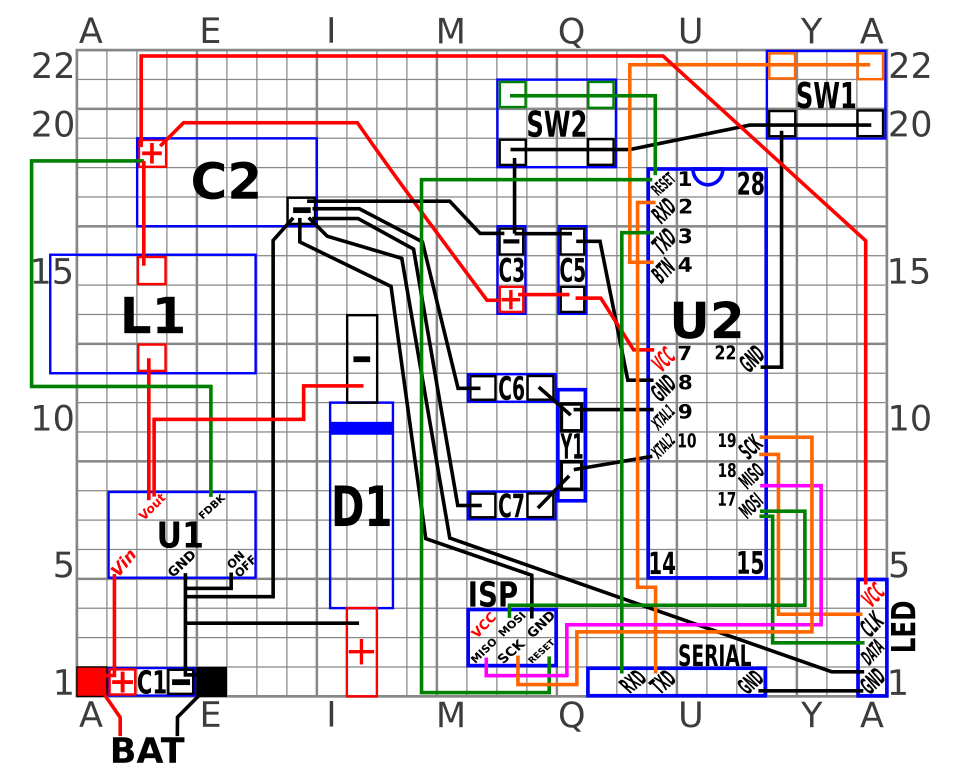 A E I M Q U Y A
22 22
SW1
20 SW2 20
+ C2 RESET 1 28
RXD 2
-
TXD 3
- C3 C5
15 BTN 4 15
+
L1 U2
VCC 7 22 GND
-
GND 8
C6
10 XTAL1 9 10
Y1
XTAL2 10 19 SCK
18 MISO
D1 C7 17 MOSI
Vout FDBK
U1
Vin GND ON OFF
5 14 15 5
ISP VCC
VCC MOSI GND CLK LED
+ MISO SCK RESET SERIAL DATA
1 + C1 - RXD TXD GND GND 1
A E I M Q U Y A
BAT